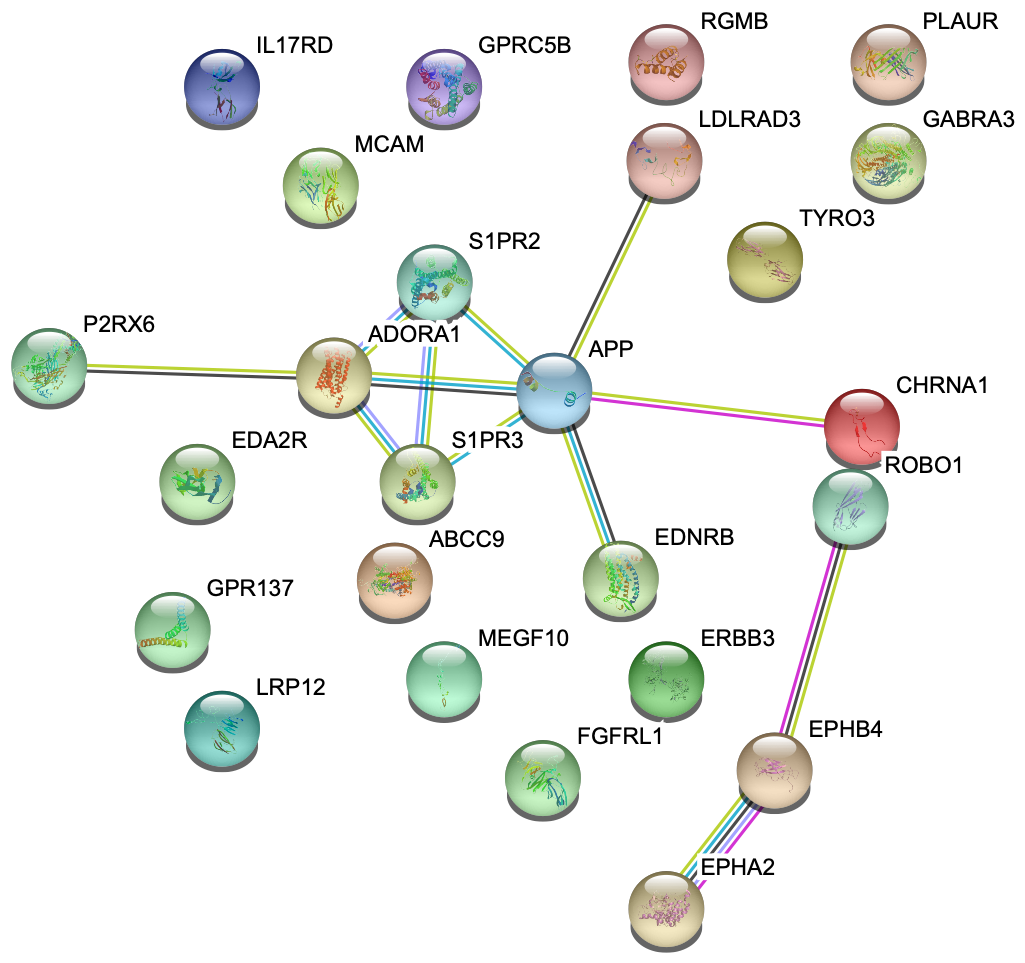 IL17RD
GPRC5B
RGMB
PLAUR
MCAM
LDLRAD3
GABRA3
TYRO3
S1PR2
P2RX6
ADORA1
APP
CHRNA1
EDA2R
S1PR3
ROBO1
ABCC9
EDNRB
GPR137
MEGF10
ERBB3
LRP12
FGFRL1
EPHB4
EPHA2